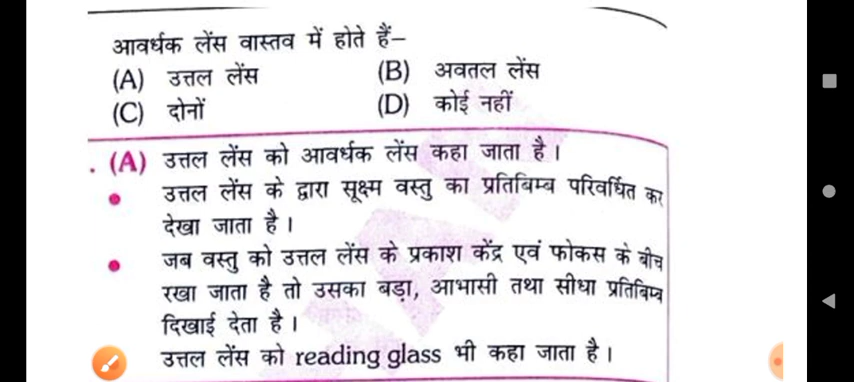 आवर्धक लेंस वास्तव में होते हैं–
(A) उत्तल लेंस (B) अवतल लेंस
(C) दोनों (D) कोई नहीं
. (A) उत्तल लेंस को आवर्धक लेंस कहा जाता है।
• उत्तल लेंस के द्वारा सूक्ष्म वस्तु का प्रतिबिम्ब परिवर्धित कर
देखा जाता है।
• जब वस्तु को उत्तल लेंस के प्रकाश केंद्र एवं फोकस के बीच
रखा जाता है तो उसका बड़ा, आभासी तथा सीधा प्रतिबिम्ब
दिखाई देता है।
उत्तल लेंस को reading glass भी कहा जाता है।